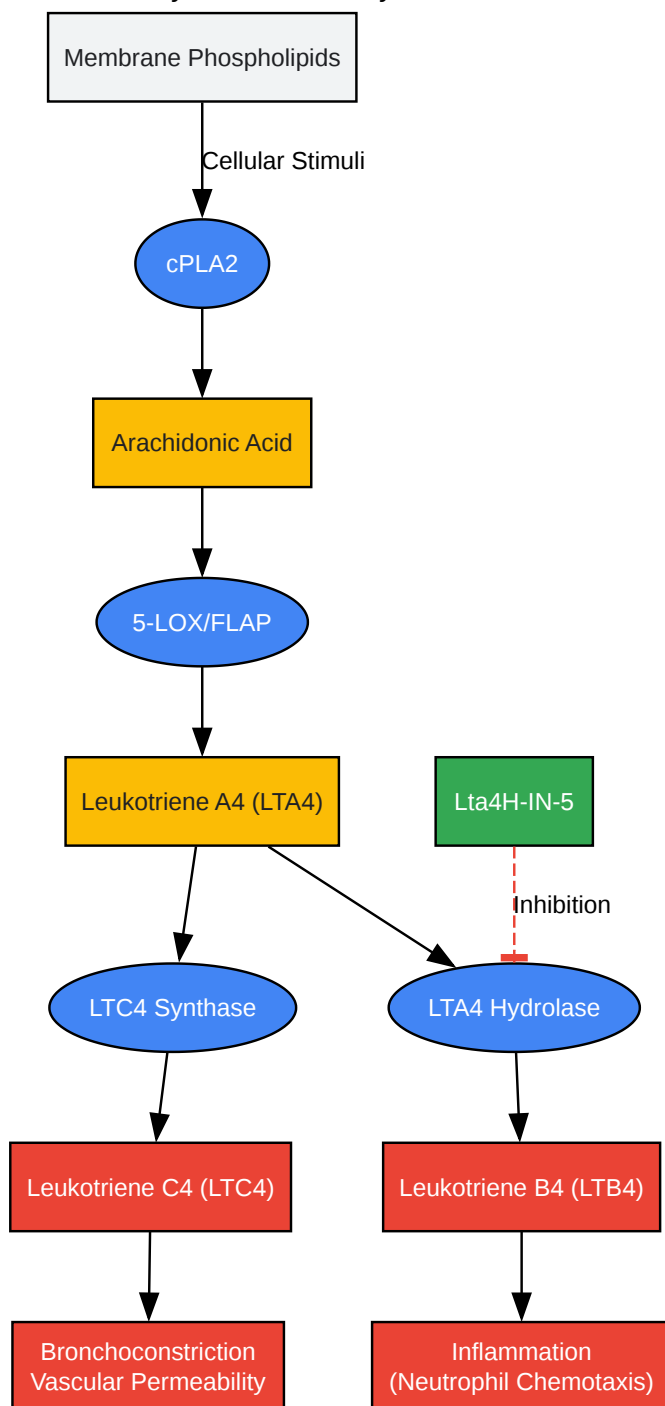 Membrane Phospholipids
Cellular Stimuli
cPLA2
Arachidonic Acid
5-LOX/FLAP
Leukotriene A4 (LTA4)
Lta4H-IN-5
Inhibition
LTC4 Synthase
LTA4 Hydrolase
Leukotriene C4 (LTC4)
Leukotriene B4 (LTB4)
Bronchoconstriction
Vascular Permeability
Inflammation
(Neutrophil Chemotaxis)